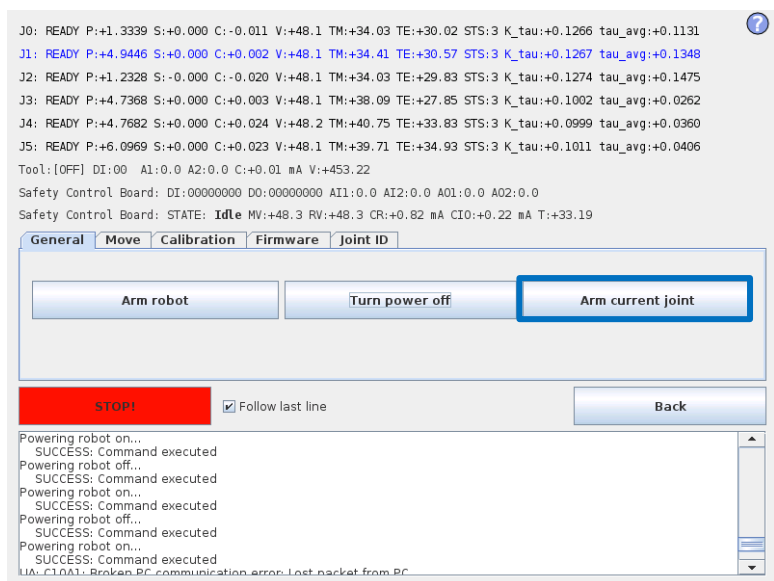 J0: READY P:+1.3339 S:+0.000 C:-0.011 V:+48.1 TM:+34.03 TE:+30.02 STS:3 K_tau:+0.1266 tau_avg:+0.1131
?
J1: READY P:+4.9446 S:+0.000 C:+0.002 V:+48.1 TM:+34.41 TE:+30.57 STS:3 K_tau:+0.1267 tau_avg:+0.1348
J2: READY P:+1.2328 S:-0.000 C:-0.020 W:+48.1 TM:+34.03 TE:+29.83 STS:3 K_tau:+0.1274 tau_avg:+0.1475
J3: READY P:+4.7368 S:+0.000 C:+0.003 V:+48.1 TM:+38.09 TE:+27.85 STS:3 K_tau:+0.1002 tau_avg:+0.0262
J4: READY P:+4.7682 S:+0.000 C:+0.024 V:+48.2 TM:+40.75 TE:+33.83 STS:3 K_tau:+0.0999 tau_avg:+0.0360
J5: READY P:+6.0969 S:+0.000 C:+0.023 V:+48.1 TM:+39.71 TE:+34.93 STS:3 K_tau:+0.1011 tau_avg:+0.0406
Tool:[OFF] DI:00 A1:0.0 A2:0.0 C:+0.01 mA V:+453.22
Safety Control Board: DI:00000000 DO:00000000 AI1:0.0 AI2:0.0 AO1:0.0 AO2:0.0
Safety Control Board: STATE: Idle MV:+48.3 RV:+48.3 CR:+0.82 mA CIO:+0.22 mA T:+33.19
General Move Calibration Firmware Joint ID
Arm robot Turn power off Arm current joint
STOP! Follow last line Back
Powering robot on...
SUCCESS: Command executed
Powering robot off...
SUCCESS: Command executed
Powering robot on...
SUCCESS: Command executed
Powering robot off...
SUCCESS: Command executed
Powering robot on...
SUCCESS: Command executed
UA: C10A1: Broken PC communication error: Lost packet from PC